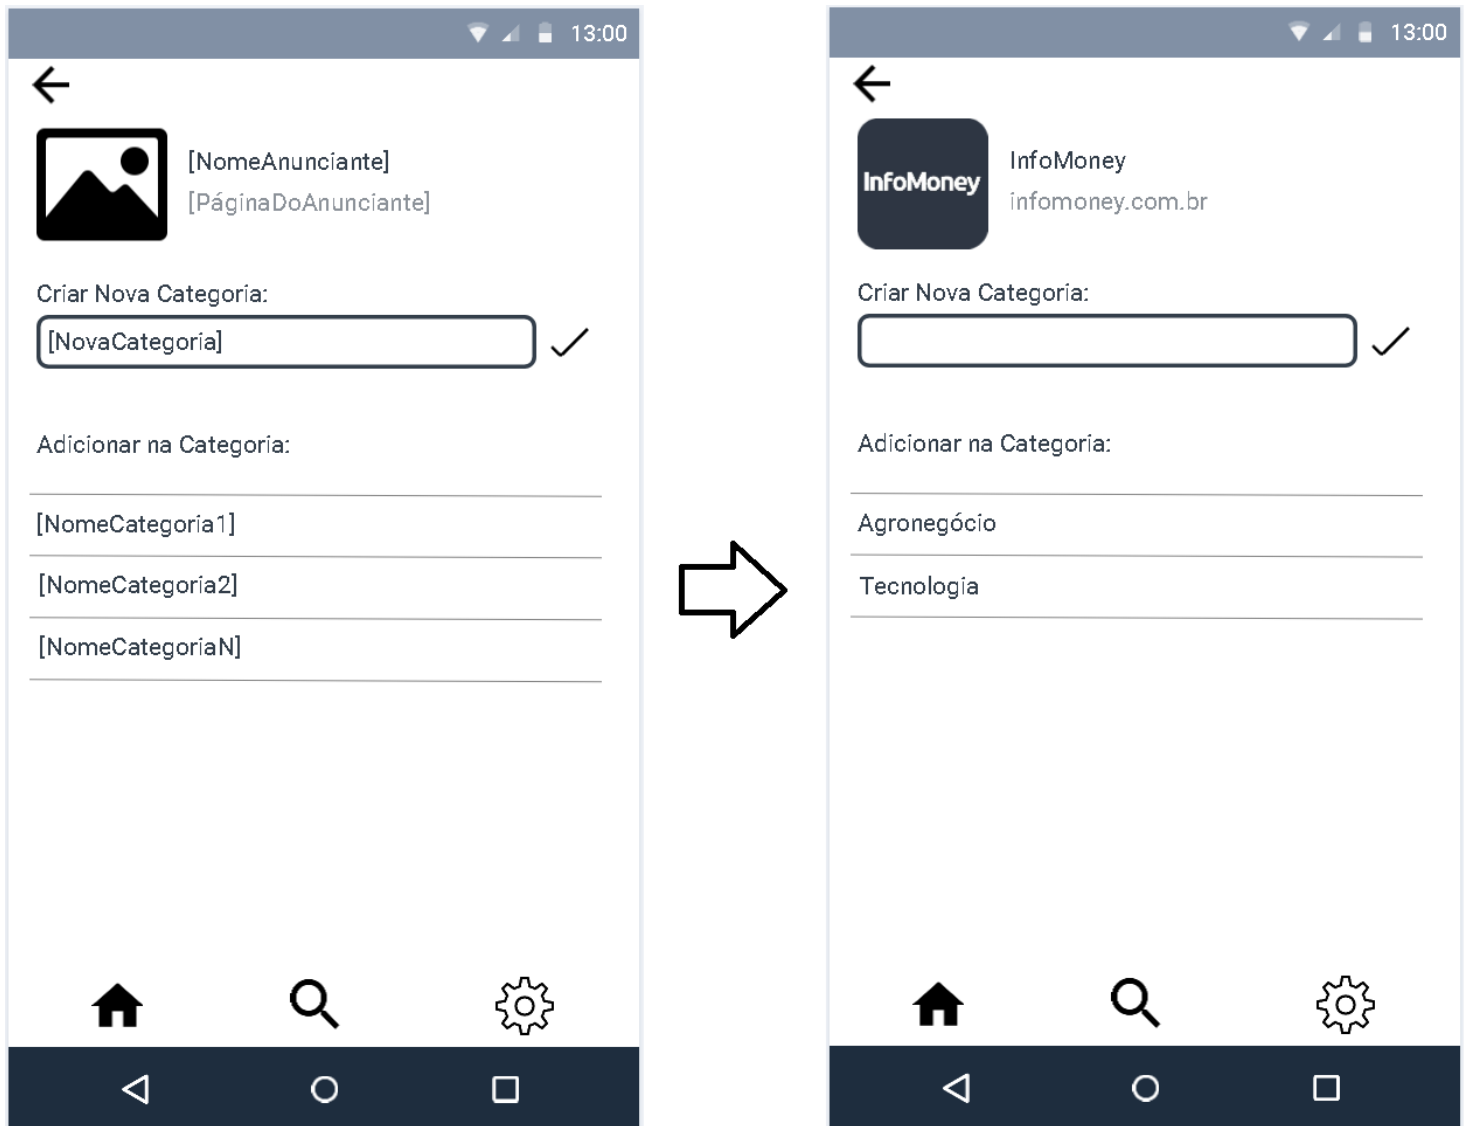 13:00
[NomeAnunciante]
[PáginaDoAnunciante]
Criar Nova Categoria:
[NovaCategoria]
Adicionar na Categoria:
[NomeCategoria1]
[NomeCategoria2]
[NomeCategoriaN]
13:00
InfoMoney
InfoMoney
infomoney.com.br
Criar Nova Categoria:
Adicionar na Categoria:
Agronegócio
Tecnologia